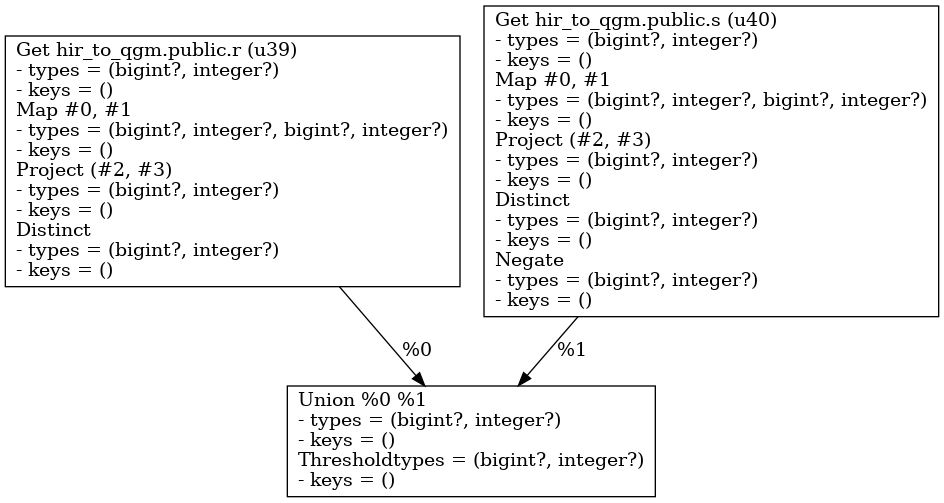 Get hir_to_qgm.public.r (u39)
- types = (bigint?, integer?)
- keys = ()
Map #0, #1
- types = (bigint?, integer?, bigint?, integer?)
- keys = ()
Project (#2, #3)
- types = (bigint?, integer?)
- keys = ()
Distinct
- types = (bigint?, integer?)
- keys = ()
Get hir_to_qgm.public.s (u40)
- types = (bigint?, integer?)
- keys = ()
Map #0, #1
- types = (bigint?, integer?, bigint?, integer?)
- keys = ()
Project (#2, #3)
- types = (bigint?, integer?)
- keys = ()
Distinct
- types = (bigint?, integer?)
- keys = ()
Negate
- types = (bigint?, integer?)
- keys = ()
%0
%1
Union %0 %1
- types = (bigint?, integer?)
- keys = ()
Thresholdtypes = (bigint?, integer?)
- keys = ()